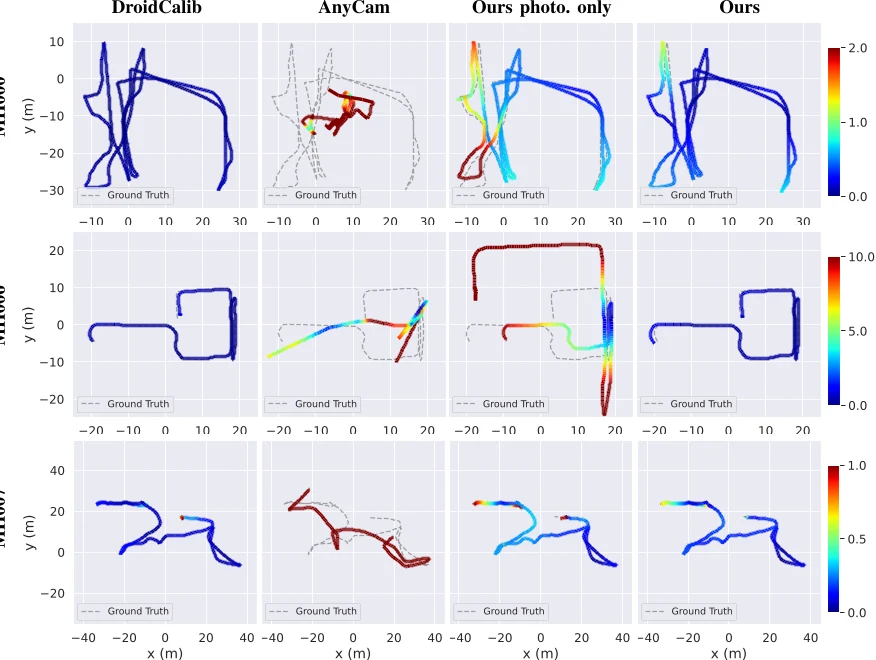 DroidCalib AnyCam Ours photo. only Ours
10
0
−10
−20
−30
y (m)
Ground Truth Ground Truth Ground Truth Ground Truth
−10 0 10 20 30 −10 0 10 20 30 −10 0 10 20 30 −10 0 10 20 30
2.0
1.0
0.0
20
10
0
−10
−20
y (m)
Ground Truth Ground Truth Ground Truth Ground Truth
−20 −10 0 10 20 −20 −10 0 10 20 −20 −10 0 10 20 −20 −10 0 10 20
10.0
5.0
0.0
40
20
0
−20
y (m)
Ground Truth Ground Truth Ground Truth Ground Truth
−40 −20 0 20 40 −40 −20 0 20 40 −40 −20 0 20 40 −40 −20 0 20 40
x (m) x (m) x (m) x (m)
1.0
0.5
0.0